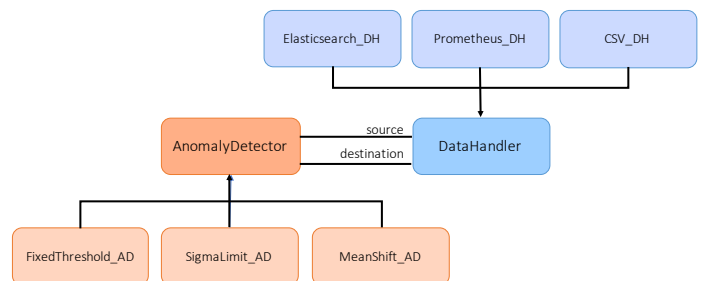 Elasticsearch_DH
Prometheus_DH
CSV_DH
source
AnomalyDetector
DataHandler
destination
FixedThreshold_AD
SigmaLimit_AD
MeanShift_AD